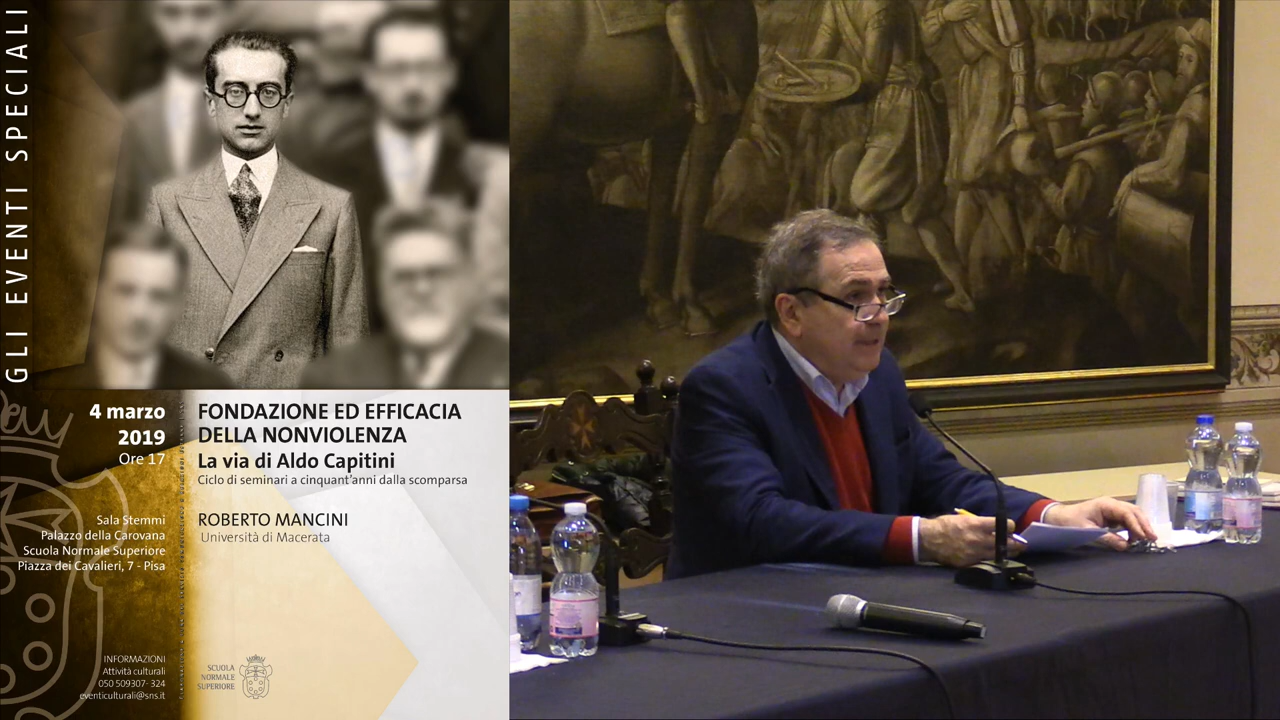 GLI EVENTI SPECIALI
4 marzo
2019
Ore 17
Sala Stemmi
Palazzo della Carovana
Scuola Normale Superiore
Piazza dei Cavalieri, 7 - Pisa
INFORMAZIONI
Attività culturali
050 509307- 324
eventiculturali@sns.it
FONDAZIONE ED EFFICACIA
DELLA NONVIOLENZA
La via di Aldo Capitini
Ciclo di seminari a cinquant'anni dalla scomparsa
ROBERTO MANCINI
Università di Macerata
SCUOLA
NORMALE
SUPERIORE